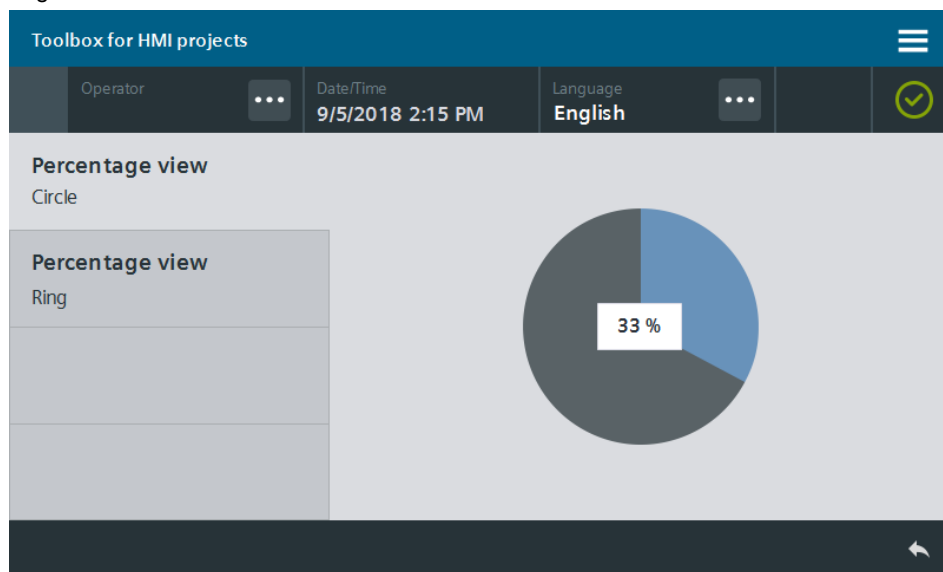 Toolbox for HMI projects
Operator
Date/Time
9/5/2018 2:15 PM
Language
English
Percentage view
Circle
Percentage view
Ring
33 %